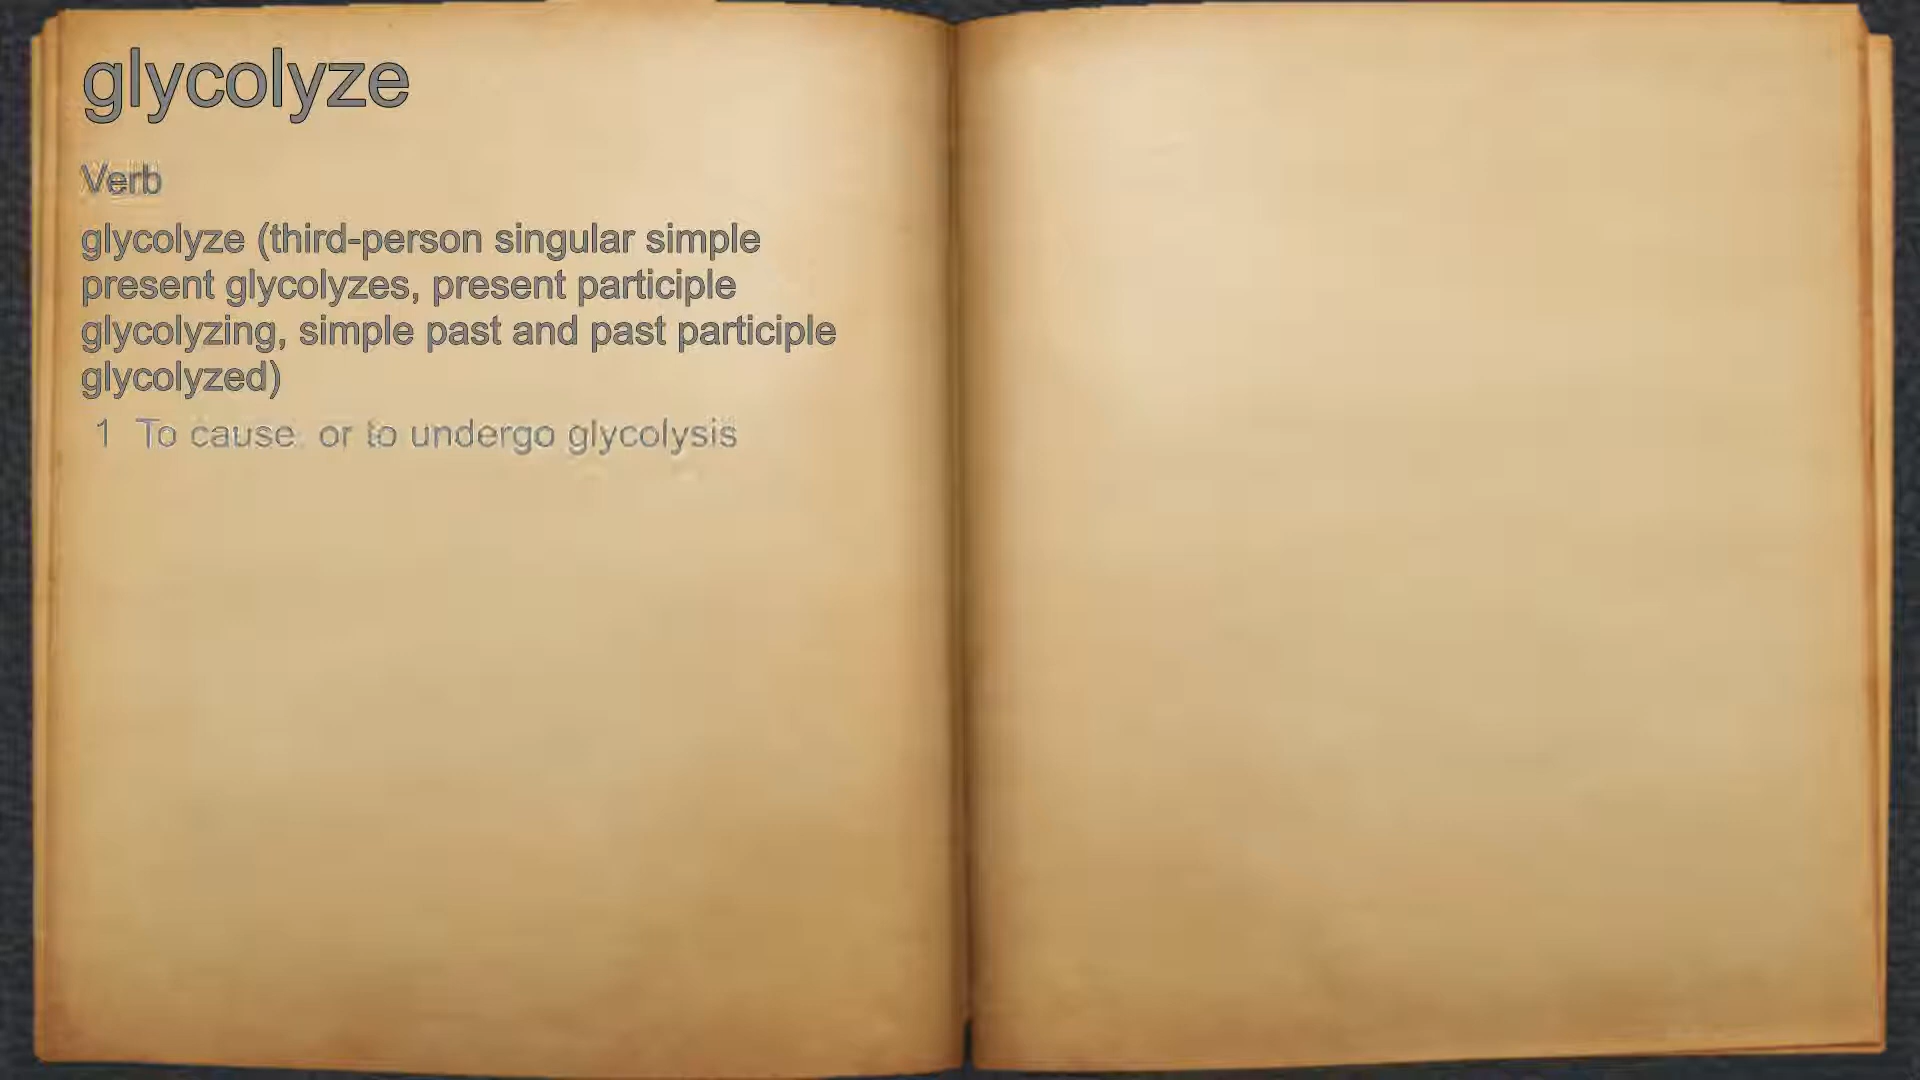 glycolyze
Verb
glycolyze (third-person singular simple
present glycolyzes, present participle
glycolyzing, simple past and past participle
glycolyzed)
1 To cause, or to undergo glycolysis